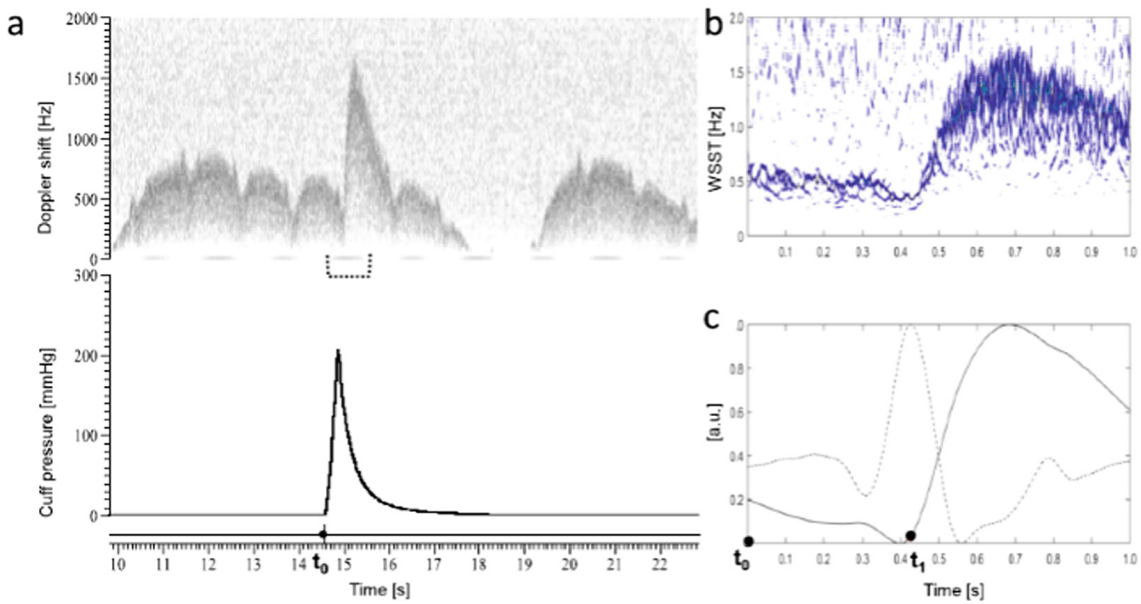 a
2000
1500
1000
500
0
Doppler shift [Hz]
300
200
100
0
Cuff pressure [mmHg]
t0
10 11 12 13 14 15 16 17 18 19 20 21 22
Time [s]
b
2.0
1.5
1.0
0.5
0
WSST [Hz]
0.1 0.2 0.3 0.4 0.5 0.6 0.7 0.8 0.9 1.0
c
.0
0.8
0.6
0.4
0.2
[a.u.]
t0 0.1 0.2 0.3 0.4 t1 0.5 0.6 0.7 0.8 0.9 1.0
Time [s]